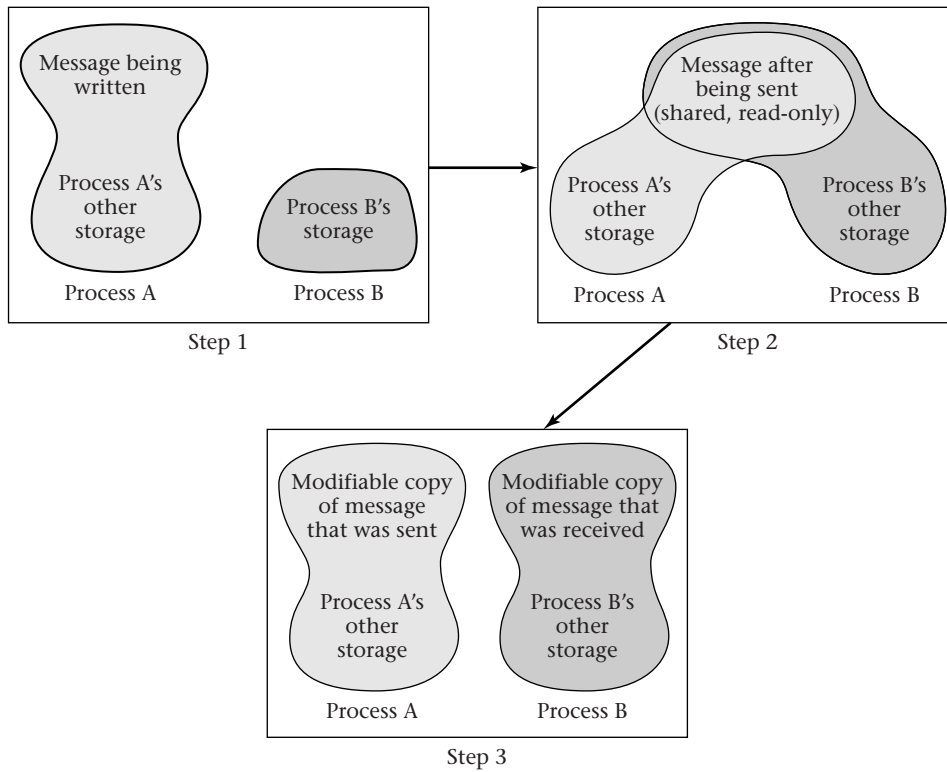 Message being
written
Process A's
other
storage
Process B's
storage
Process A
Process B
Step 1
Message after
being sent
(shared, read-only)
Process A's
other
storage
Process B's
other
storage
Process A
Process B
Step 2
Modifiable copy
of message
that was sent
Process A's
other
storage
Modifiable copy
of message that
was received
Process B's
other
storage
Process A
Process B
Step 3